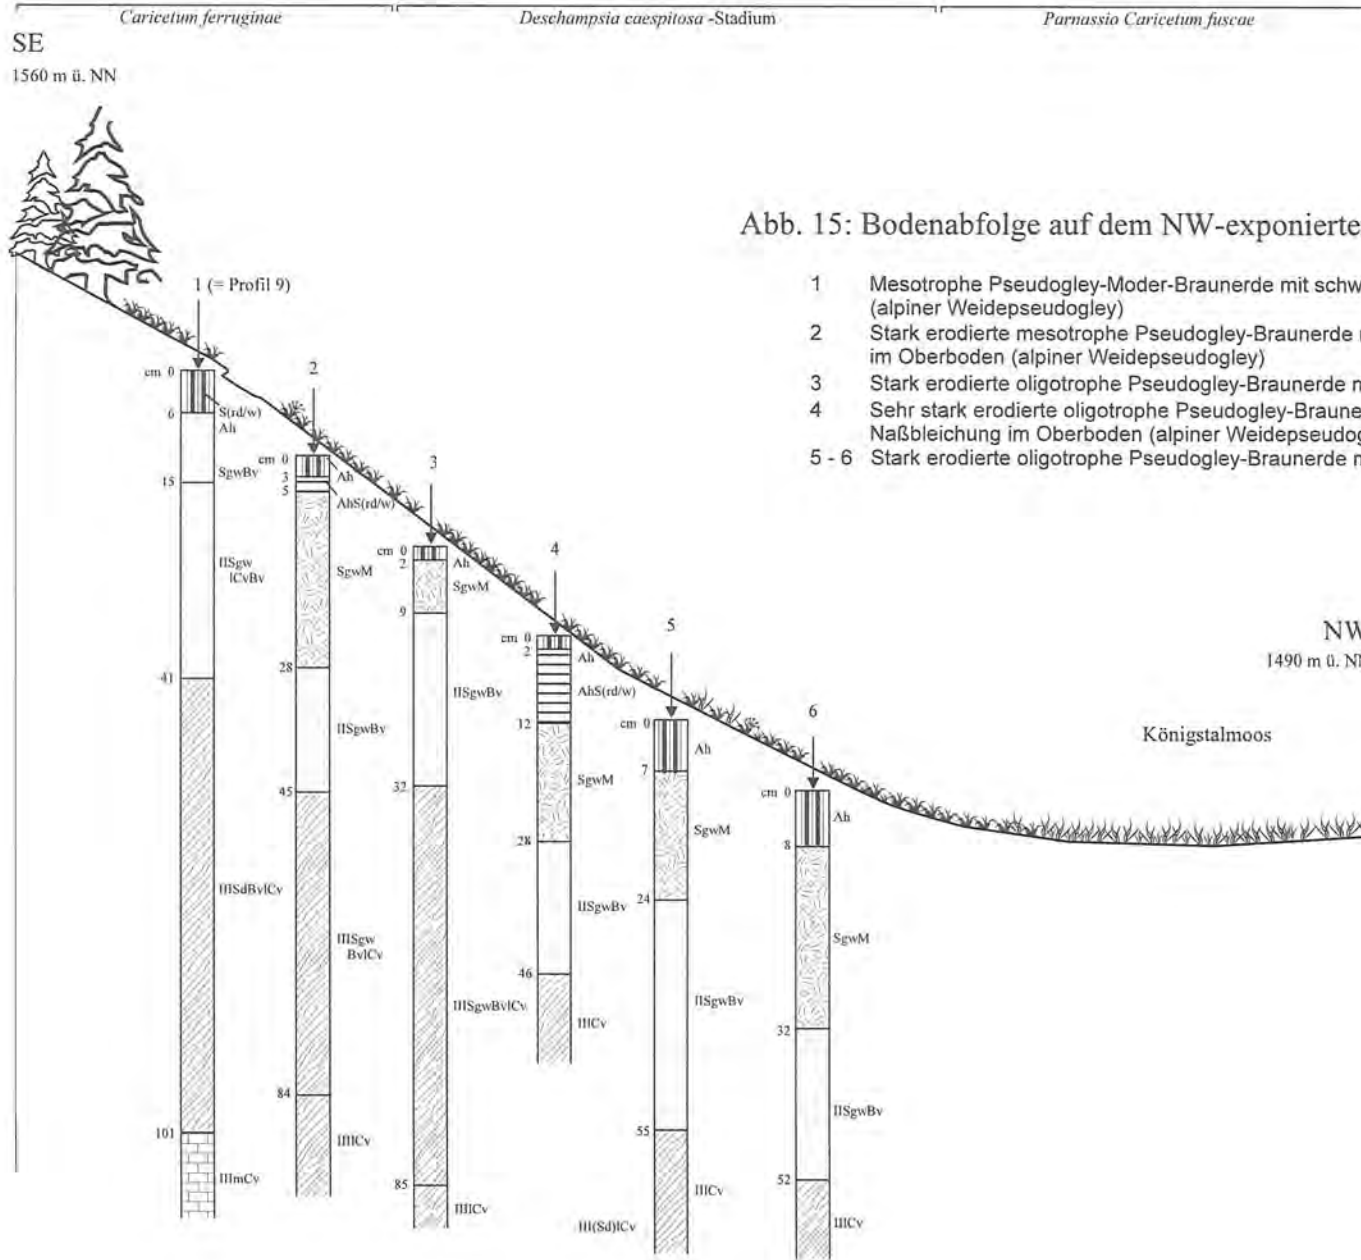 Caricetum ferruginae
Deschampsia caespitosa -Stadium
Parnassio Caricetum fuscae
SE
1560 m ü. NN
Abb. 15: Bodenabfolge auf dem NW-exponierte
1 Mesotrophe Pseudogley-Moder-Braunerde mit schw
(alpiner Weidepseudogley)
2 Stark erodierte mesotrophe Pseudogley-Braunerde
im Oberboden (alpiner Weidepseudogley)
3 Stark erodierte oligotrophe Pseudogley-Braunerde m
4 Sehr stark erodierte oligotrophe Pseudogley-Braune
Naßbleichung im Oberboden (alpiner Weidepseudog
5 - 6 Stark erodierte oligotrophe Pseudogley-Braunerde m
NW
1490 m ü. NN
Königstalmoos
1 (= Profil 9)
cm 0
6
S(rd/w)
Ah
SgwBv
15
IISgw
lCvBv
41
IIISdBvlCv
101
IIImCv
2
cm 0
3
Ah
5
AhS(rd/w)
SgwM
28
IISgwBv
45
IIISgw
BvlCv
84
IIIlCv
3
cm 0
2
Ah
SgwM
9
IISgwBv
32
IIISgwBvlCv
85
IIIlCv
4
cm 0
2
Ah
AhS(rd/w)
12
SgwM
28
IISgwBv
46
IIlCv
5
cm 0
Ah
7
SgwM
24
IISgwBv
55
IIlCv
III(Sd)lCv
6
cm 0
Ah
8
SgwM
32
IISgwBv
52
IIlCv